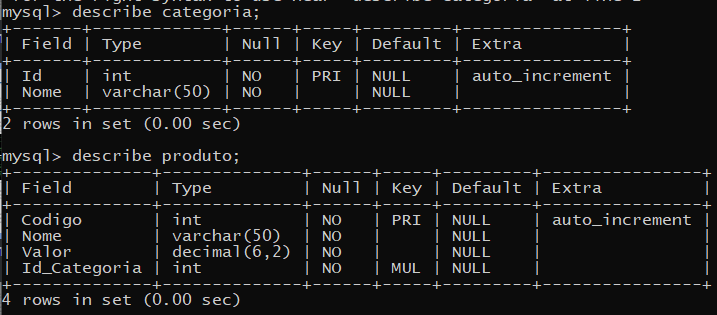 mysql> describe categoria;
+-------+-------------+------+-----+---------+----------------+
| Field | Type        | Null | Key | Default | Extra          |
+-------+-------------+------+-----+---------+----------------+
| Id    | int         | NO   | PRI | NULL    | auto_increment |
| Nome  | varchar(50) | NO   |     | NULL    |                |
+-------+-------------+------+-----+---------+----------------+
2 rows in set (0.00 sec)
mysql> describe produto;
+--------------+--------------+------+-----+---------+----------------+
| Field        | Type         | Null | Key | Default | Extra          |
+--------------+--------------+------+-----+---------+----------------+
| Codigo       | int          | NO   | PRI | NULL    | auto_increment |
| Nome         | varchar(50)  | NO   |     | NULL    |                |
| Valor        | decimal(6,2) | NO   |     | NULL    |                |
| Id_Categoria | int          | NO   | MUL | NULL    |                |
+--------------+--------------+------+-----+---------+----------------+
4 rows in set (0.00 sec)